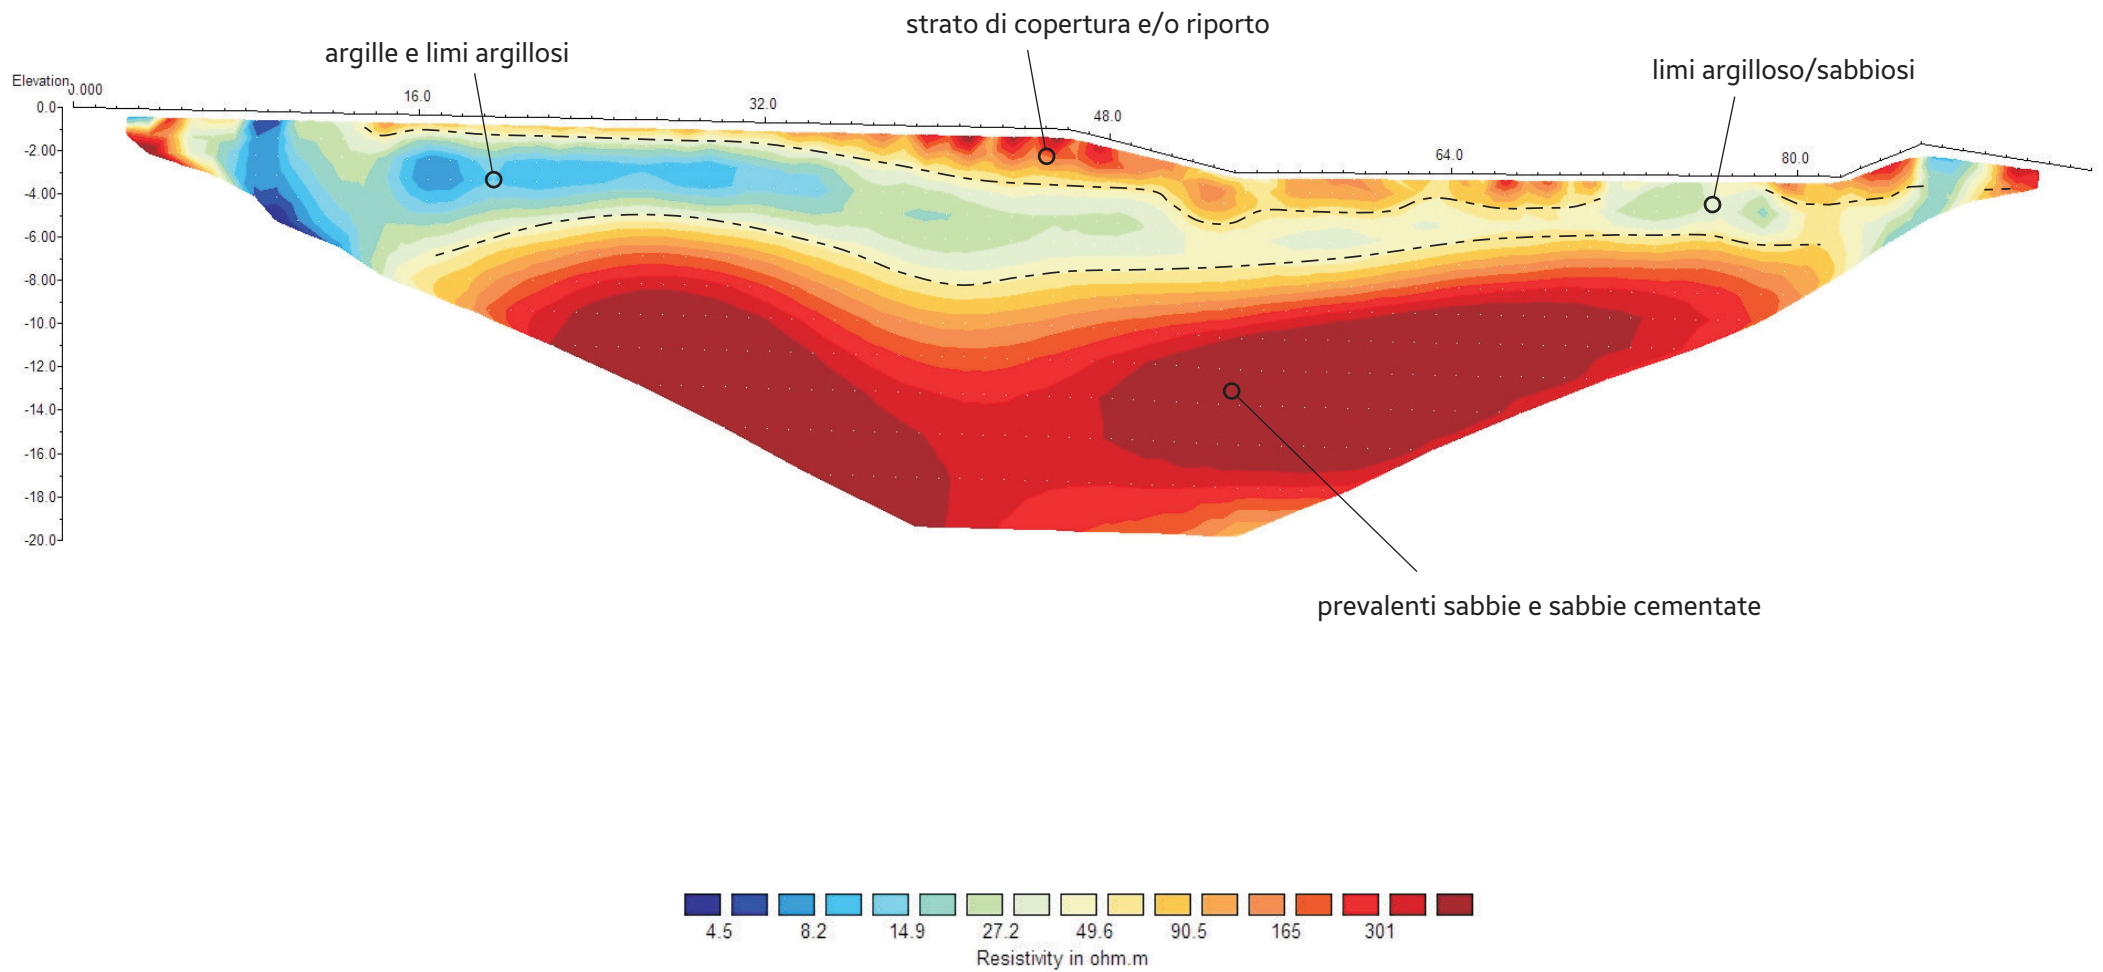 strato di copertura e/o riporto
argille e limi argillosi
limi argilloso/sabbiosi
Elevation
0.000
16.0
32.0
48.0
64.0
80.0
0.0
-2.00
-4.00
-6.00
-8.00
-10.0
-12.0
-14.0
-16.0
-18.0
-20.0
prevalenti sabbie e sabbie cementate
4.5 8.2 14.9 27.2 49.6 90.5 165 301
Resistivity in ohm.m